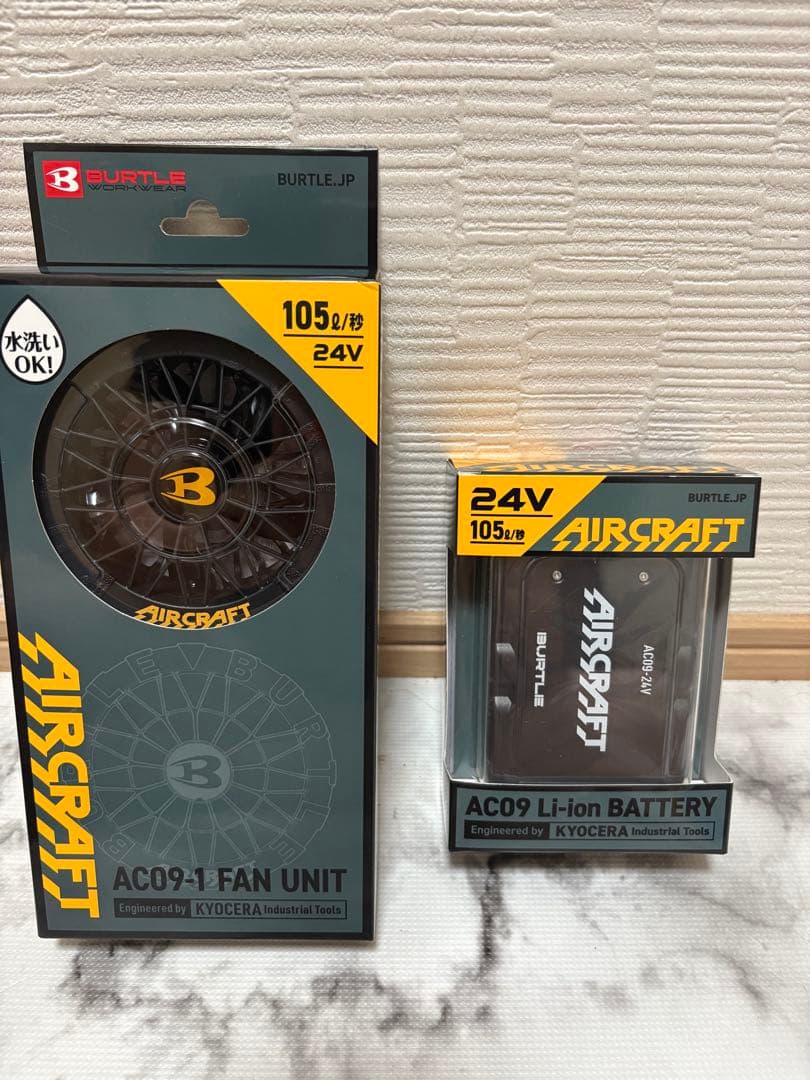 B BURTLE
WORKWEAR
BURTLE.JP
105ℓ/秒
24V
水洗い
OK!
B
AIRCRAFT
AIRCRAFT
B
AC09-1 FAN UNIT
Engineered by KYOCERA Industrial Tools
AIRCRAFT
24V
105ℓ/秒
AIRCRAFT
BURTLE.JP
AIRCRAFT
BURTLE
AC09-24V
AC09 Li-ion BATTERY
Engineered by KYOCERA Industrial Tools